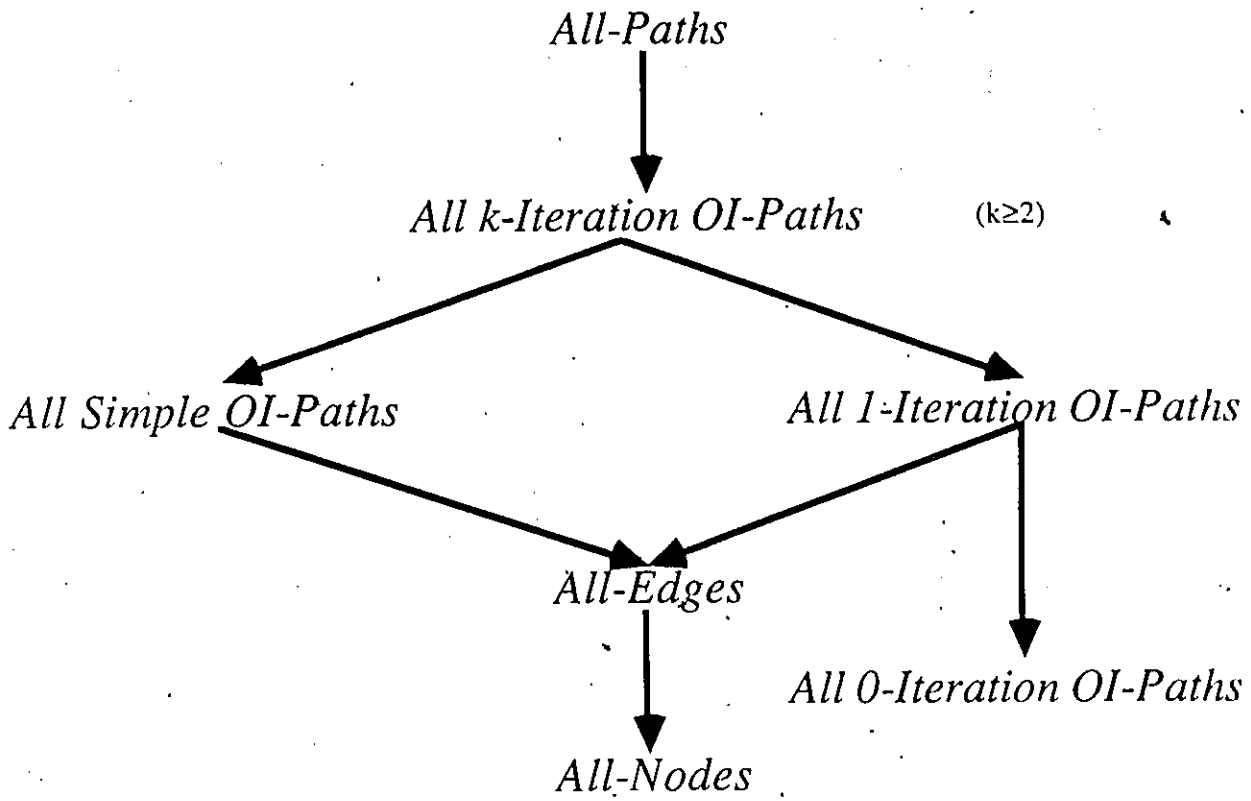 All-Paths
All k-Iteration OI-Paths (k≥2)
All Simple OI-Paths
All 1-Iteration OI-Paths
All-Edges
All 0-Iteration OI-Paths
All-Nodes